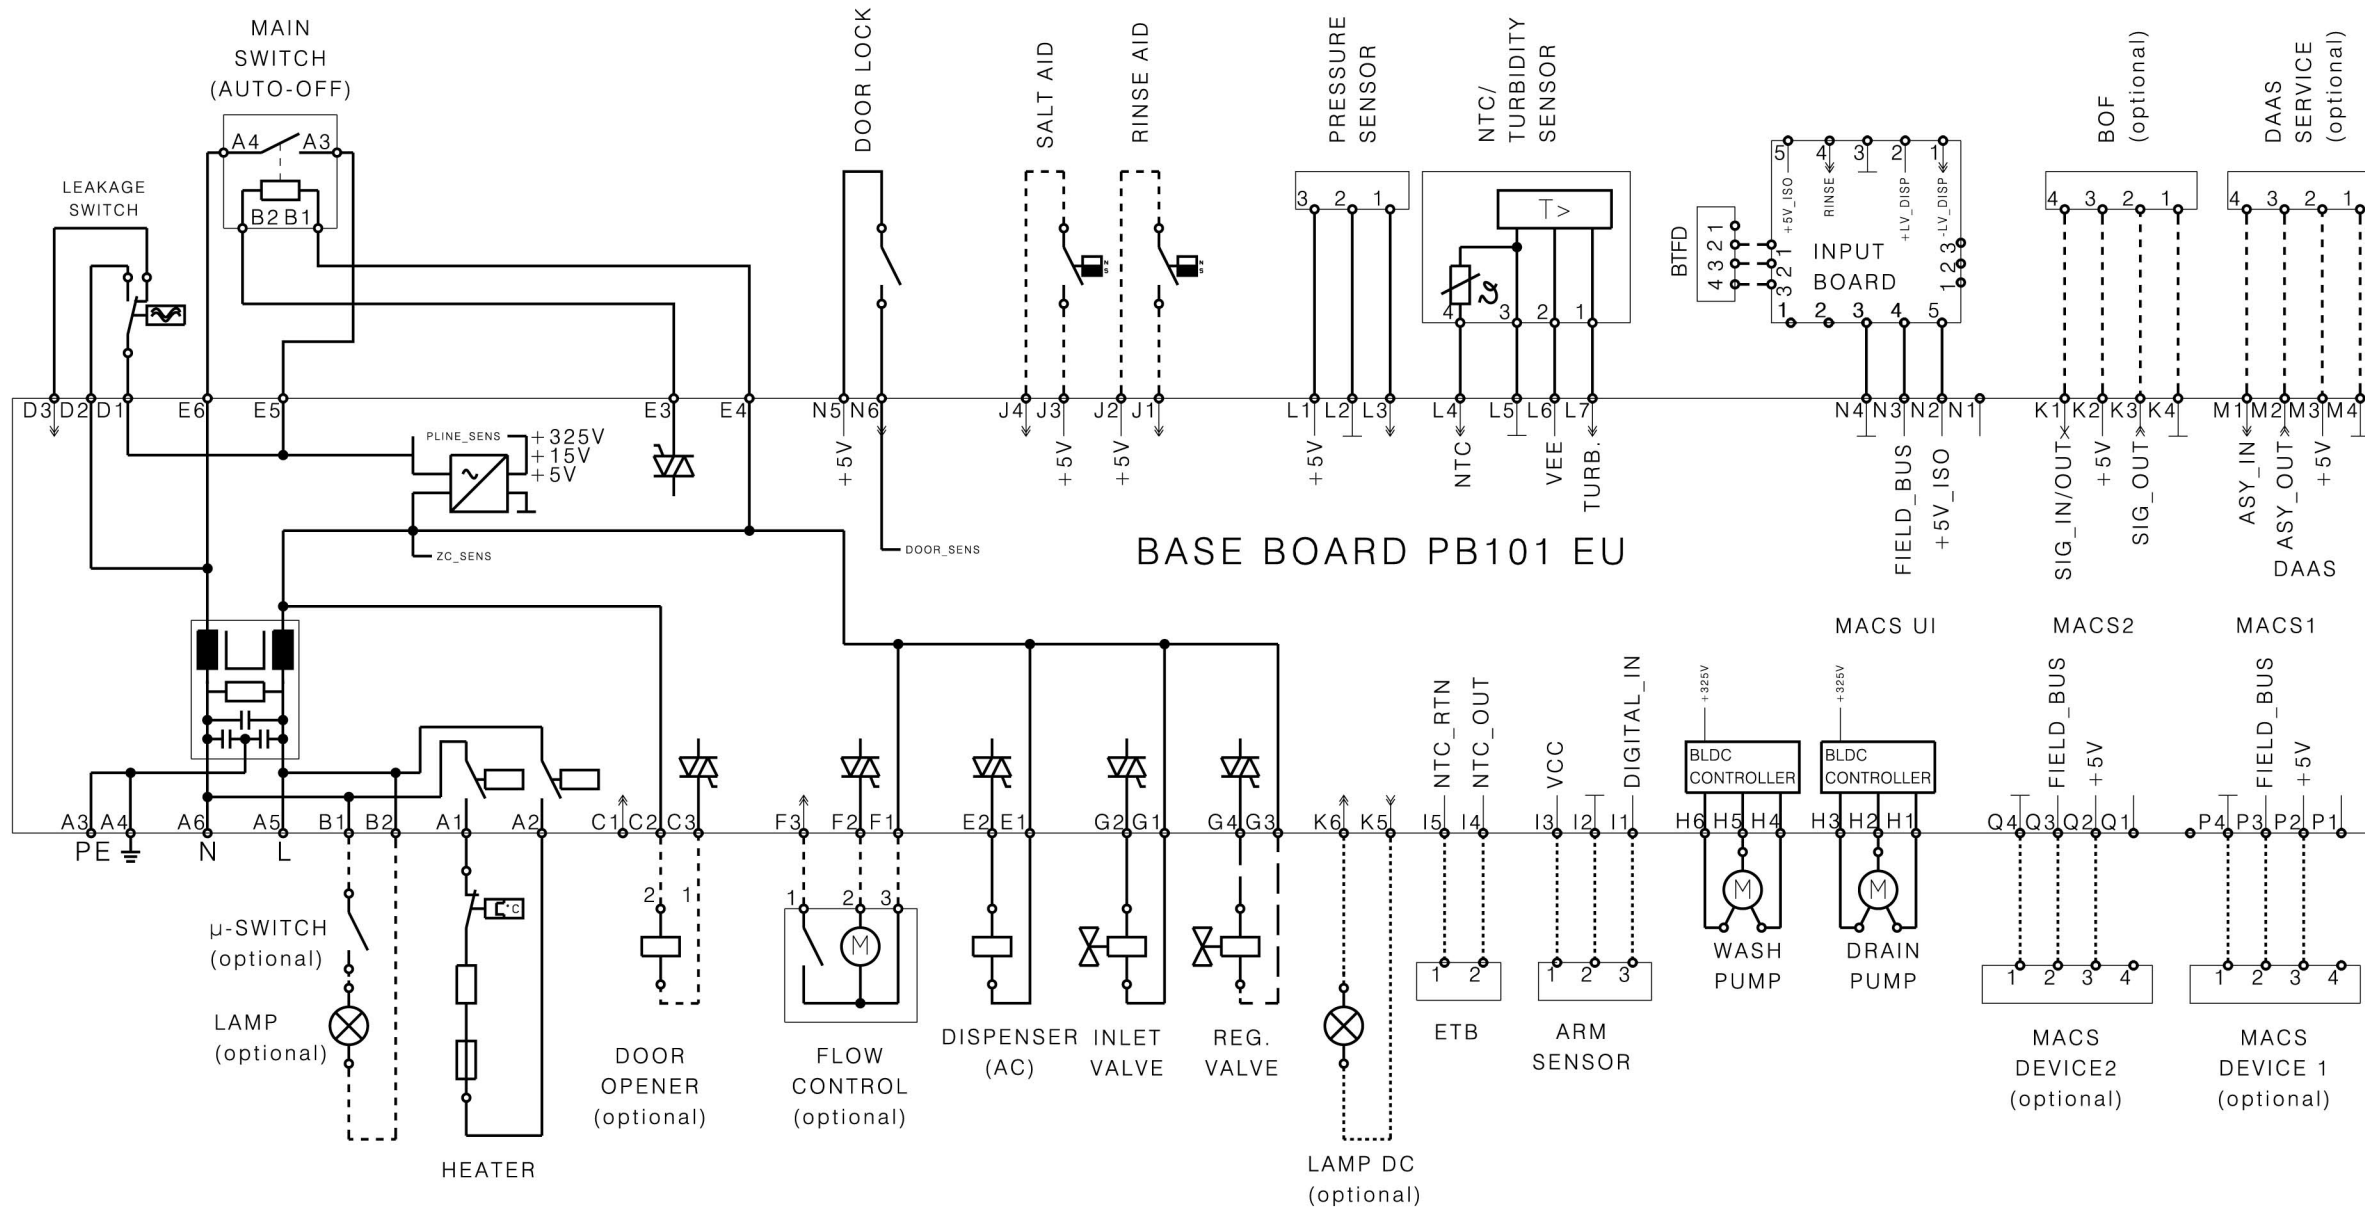 MAIN
SWITCH
(AUTO-OFF)
A4 A3
B2 B1
LEAKAGE
SWITCH
DOOR LOCK
SALT AID
RINSE AID
N
S
N
S
PRESSURE
SENSOR
3 2 1
NTC/
TURBIDITY
SENSOR
T>
4 3 2 1
BTFD
4 3 2 1
5 4 3 2 1
+5V_ISO
RINSE
+LV_DISP
-LV_DISP
INPUT
BOARD
3 2 1
1 2 3
1 2 3 4 5
BOF
(optional)
4 3 2 1
DAAS
SERVICE
(optional)
4 3 2 1
D3 D2 D1 E6 E5 E3 E4 N5 N6 J4 J3 J2 J1 L1 L2 L3 L4 L5 L6 L7 N4 N3 N2 N1 K1 K2 K3 K4 M1 M2 M3 M4
PLINE_SENS
+325V
+15V
+5V
ZC_SENS
+5V
DOOR_SENS
+5V
+5V
+5V
NTC
VEE
TURB.
FIELD_BUS
+5V_ISO
SIG_IN/OUT
+5V
SIG_OUT
ASY_IN
ASY_OUT
+5V
DAAS
BASE BOARD PB101 EU
MACS UI
MACS2
MACS1
NTC_RTN
NTC_OUT
VCC
DIGITAL_IN
+325V
+325V
BLDC
CONTROLLER
BLDC
CONTROLLER
FIELD_BUS
+5V
FIELD_BUS
+5V
A3 A4 A6 A5 B1 B2 A1 A2 C1 C2 C3 F3 F2 F1 E2 E1 G2 G1 G4 G3 K6 K5 I5 I4 I3 I2 I1 H6 H5 H4 H3 H2 H1 Q4 Q3 Q2 Q1 P4 P3 P2 P1
PE N L
µ-SWITCH
(optional)
LAMP
(optional)
°C
HEATER
2 1
DOOR
OPENER
(optional)
1 2 3
M
FLOW
CONTROL
(optional)
DISPENSER
(AC)
INLET
VALVE
REG.
VALVE
LAMP DC
(optional)
1 2
ETB
1 2 3
ARM
SENSOR
M
WASH
PUMP
M
DRAIN
PUMP
1 2 3 4
MACS
DEVICE2
(optional)
1 2 3 4
MACS
DEVICE 1
(optional)